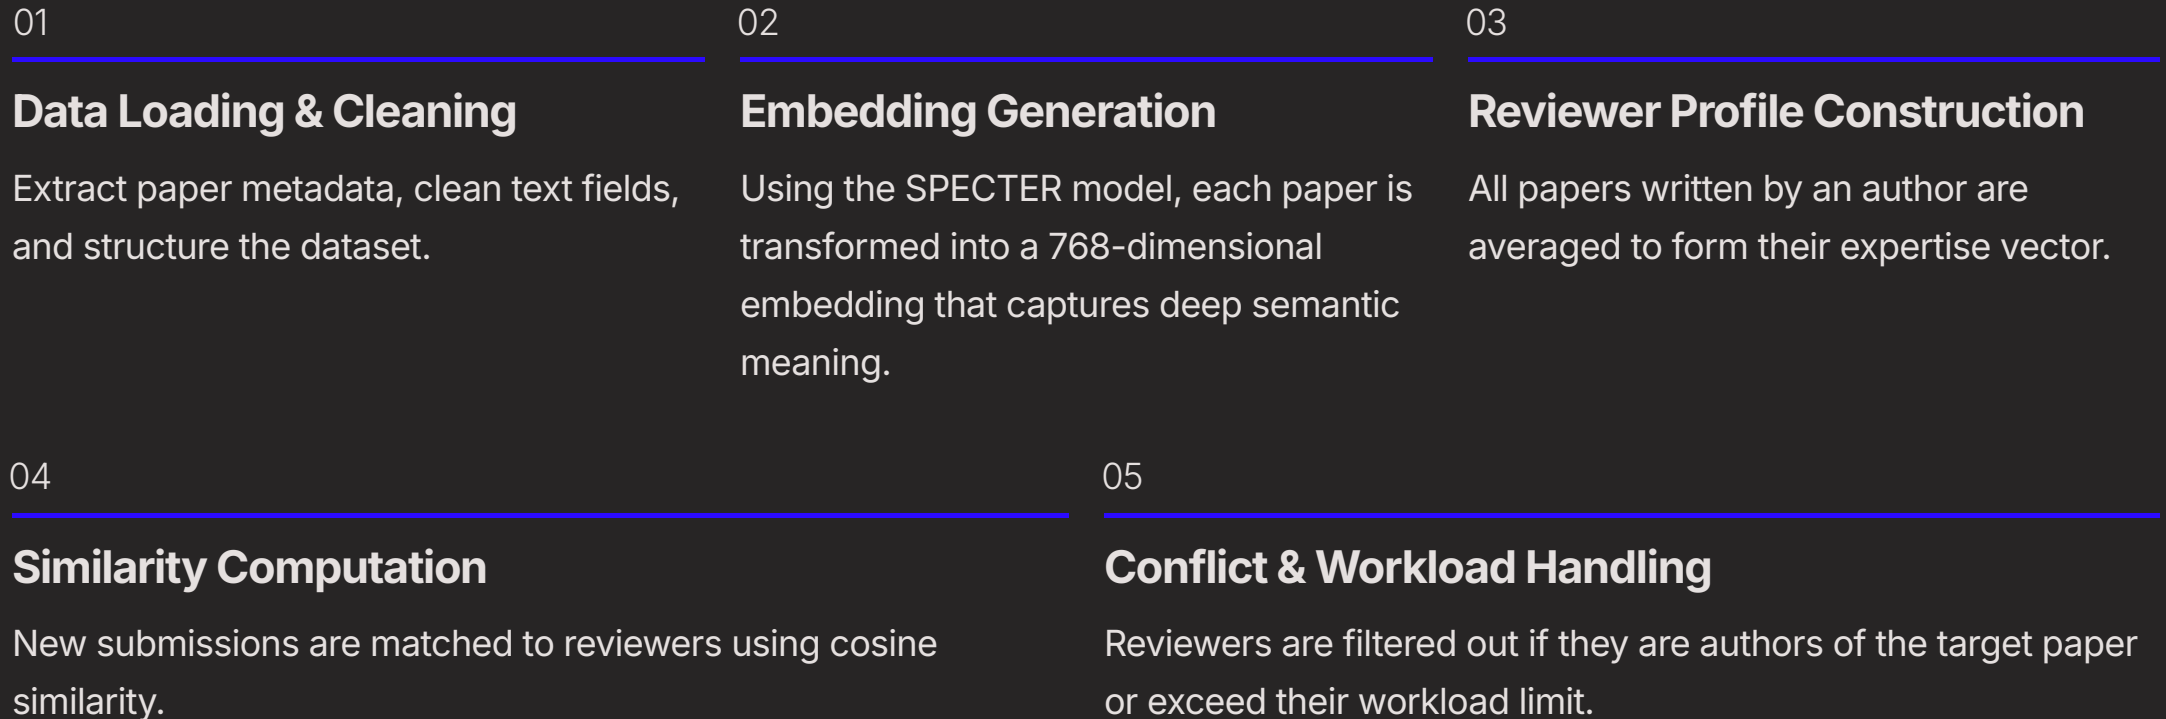 01
Data Loading & Cleaning
Extract paper metadata, clean text fields,
and structure the dataset.
02
Embedding Generation
Using the SPECTER model, each paper is
transformed into a 768-dimensional
embedding that captures deep semantic
meaning.
03
Reviewer Profile Construction
All papers written by an author are
averaged to form their expertise vector.
04
Similarity Computation
New submissions are matched to reviewers using cosine
similarity.
05
Conflict & Workload Handling
Reviewers are filtered out if they are authors of the target paper
or exceed their workload limit.